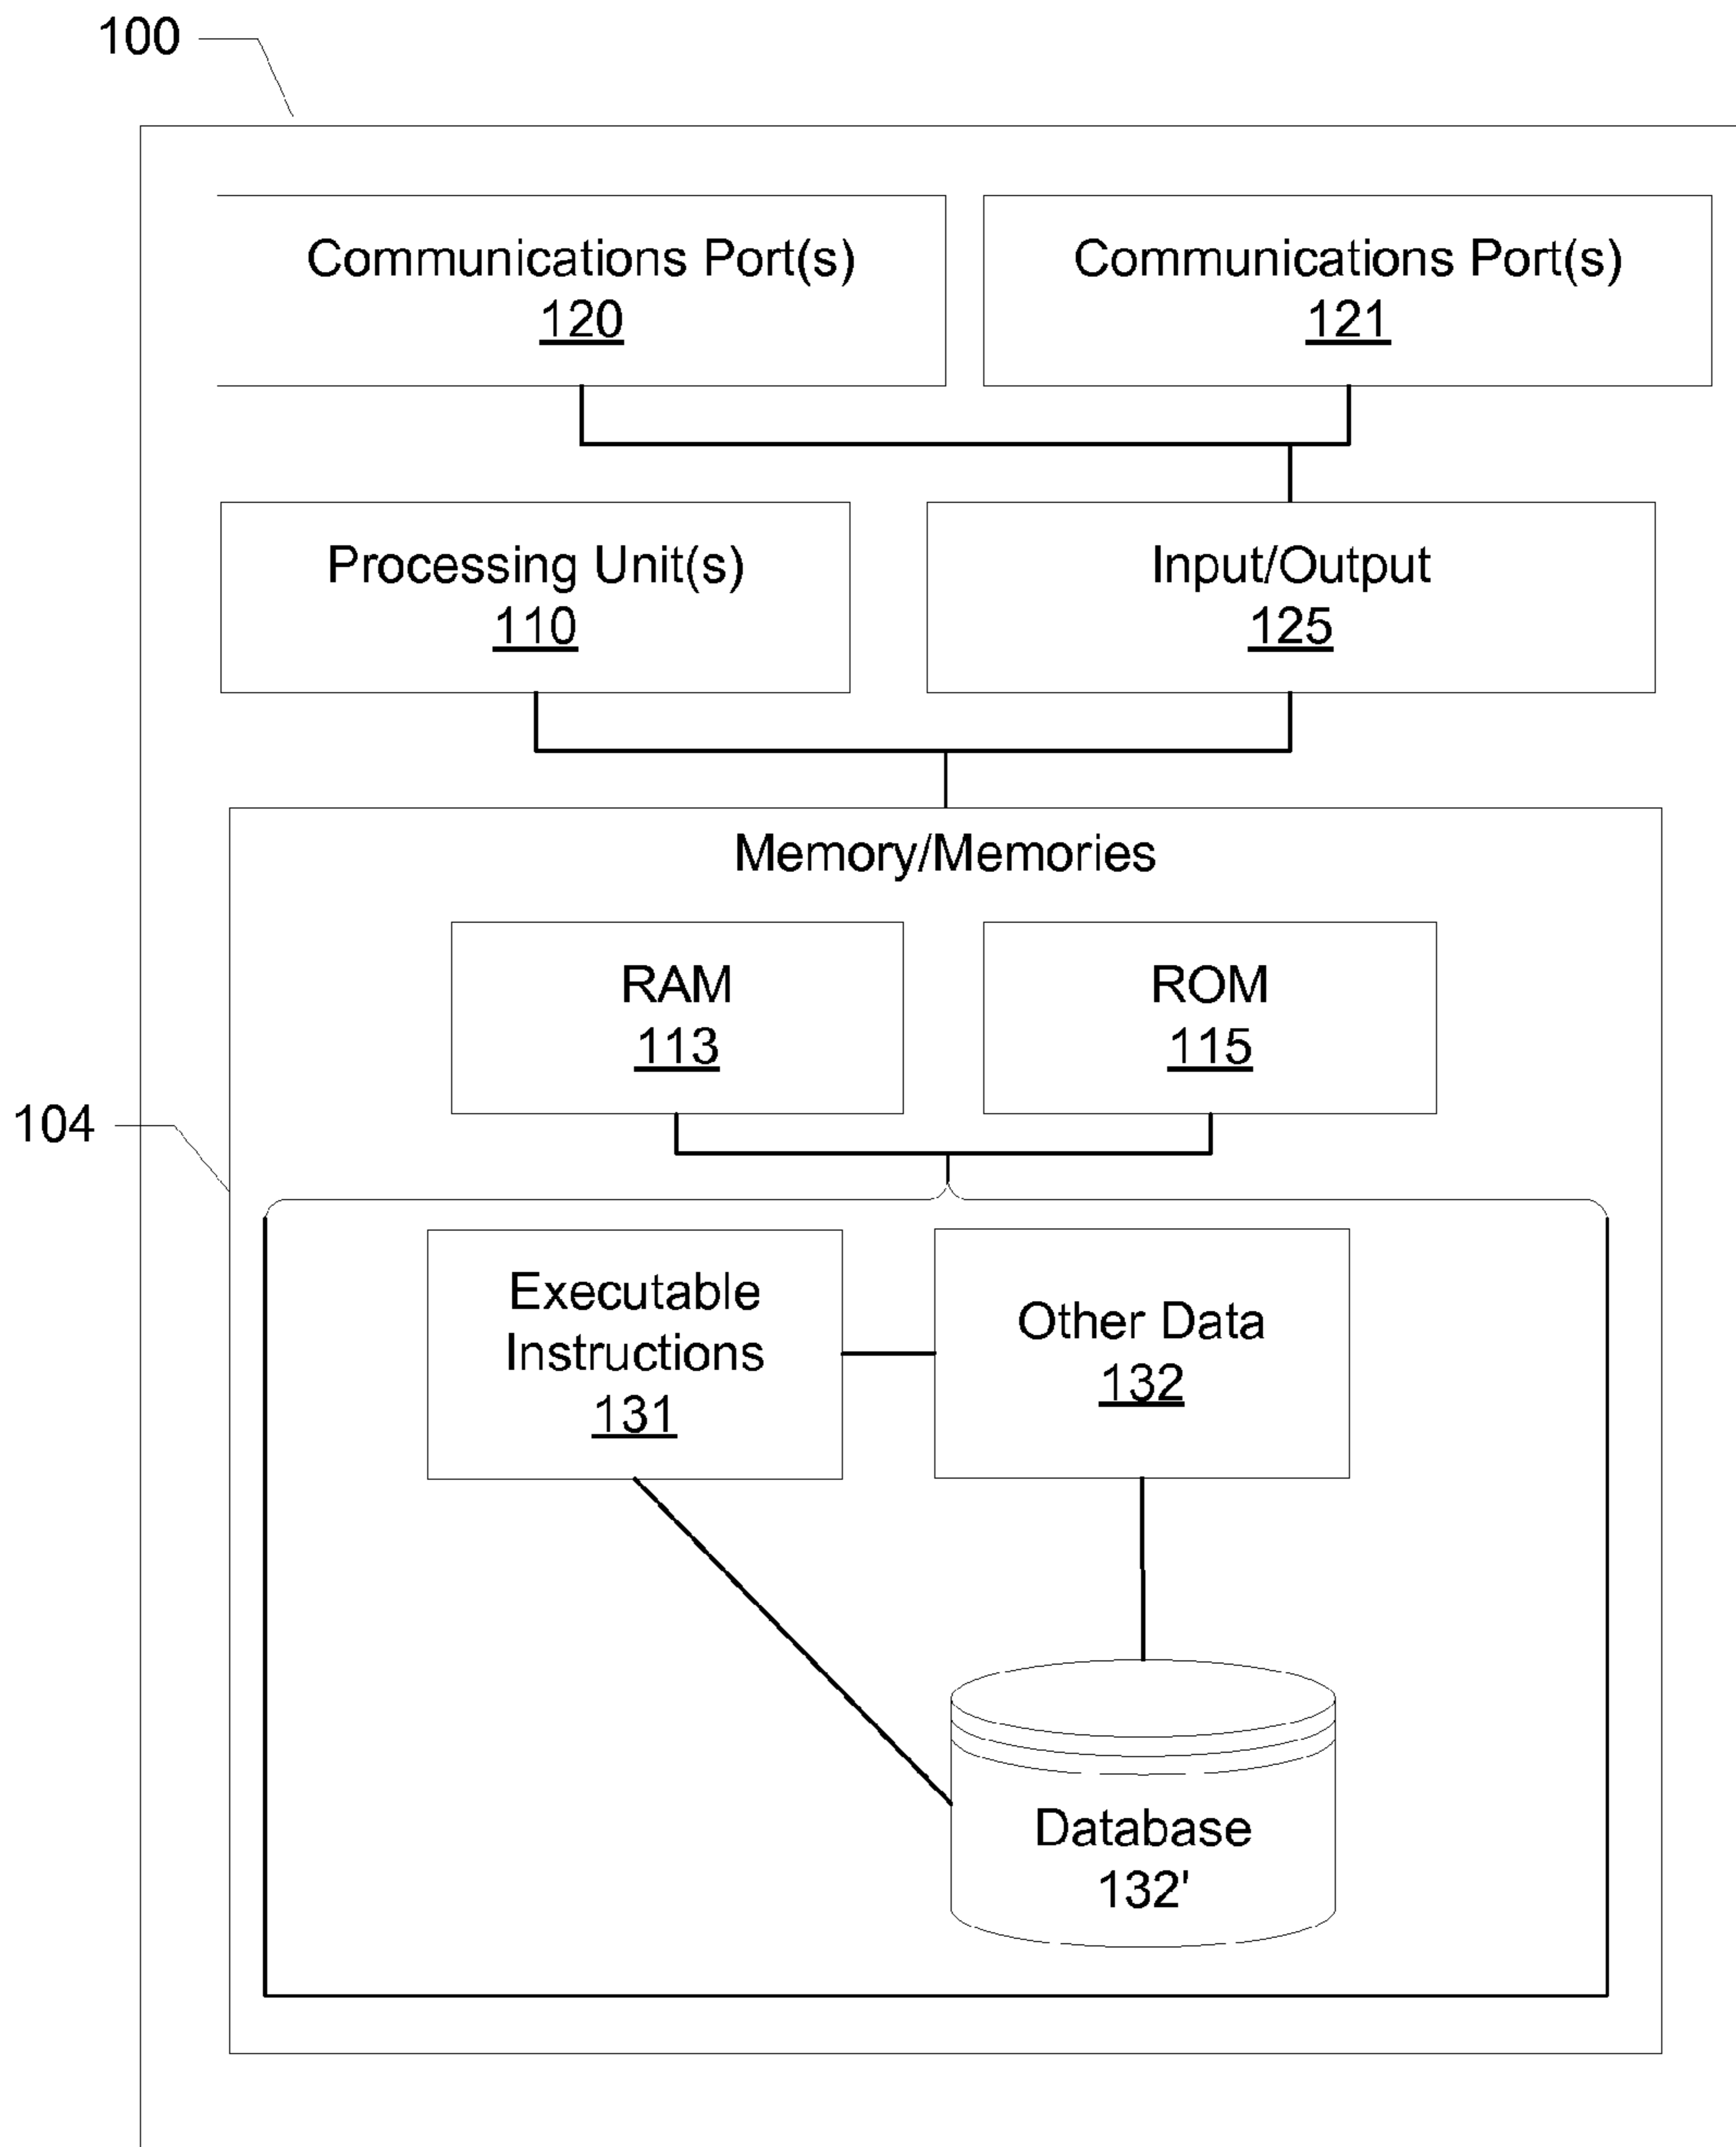 100
Communications Port(s)
120
Communications Port(s)
121
Processing Unit(s)
110
Input/Output
125
Memory/Memories
RAM
113
ROM
115
104
Executable
Instructions
131
Other Data
132
Database
132'